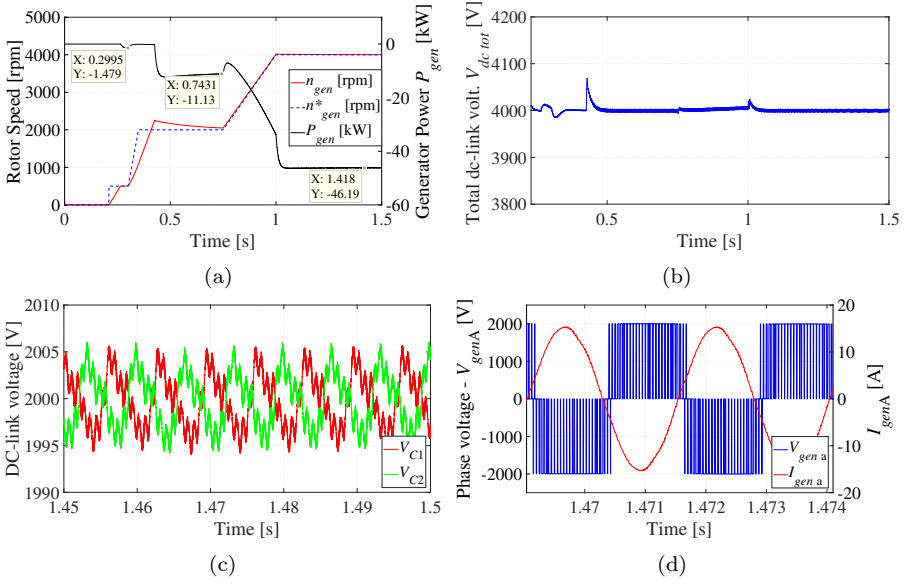 5000
4000
3000
2000
1000
0
Rotor Speed [rpm]
0
-20
-40
-60
Generator Power P_gen [kW]
X: 0.2995
Y: -1.479
X: 0.7431
Y: -11.13
n_gen [rpm]
n*_gen [rpm]
P_gen [kW]
X: 1.418
Y: -46.19
0 0.5 1 1.5
Time [s]
(a)
4200
4100
4000
3900
3800
Total dc-link volt. V_dc tot [V]
0.5 1 1.5
Time [s]
(b)
2010
2005
2000
1995
1990
DC-link voltage [V]
V_C1
V_C2
1.45 1.46 1.47 1.48 1.49 1.5
Time [s]
(c)
2000
1000
0
-1000
-2000
Phase voltage - V_genA [V]
20
10
0
-10
-20
I_genA [A]
V_gen a
I_gen a
1.47 1.471 1.472 1.473 1.474
Time [s]
(d)